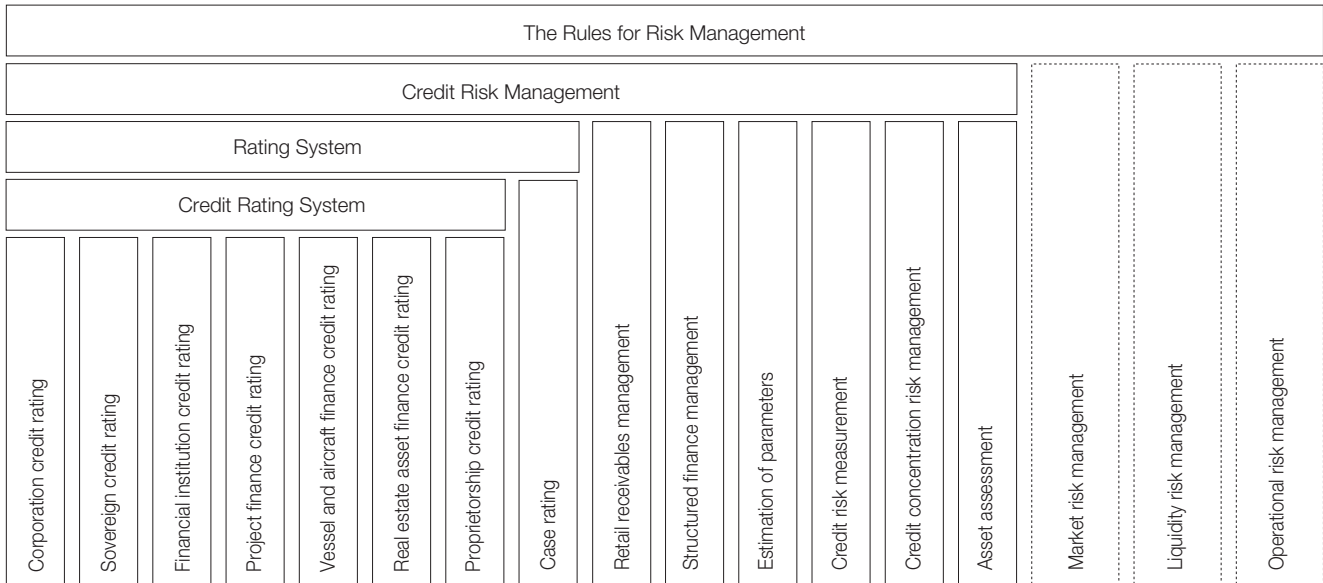 The Rules for Risk Management
Credit Risk Management
Rating System
Credit Rating System
Corporation credit rating
Sovereign credit rating
Financial institution credit rating
Project finance credit rating
Vessel and aircraft finance credit rating
Real estate asset finance credit rating
Proprietorship credit rating
Case rating
Retail receivables management
Structured finance management
Estimation of parameters
Credit risk measurement
Credit concentration risk management
Asset assessment
Market risk management
Liquidity risk management
Operational risk management